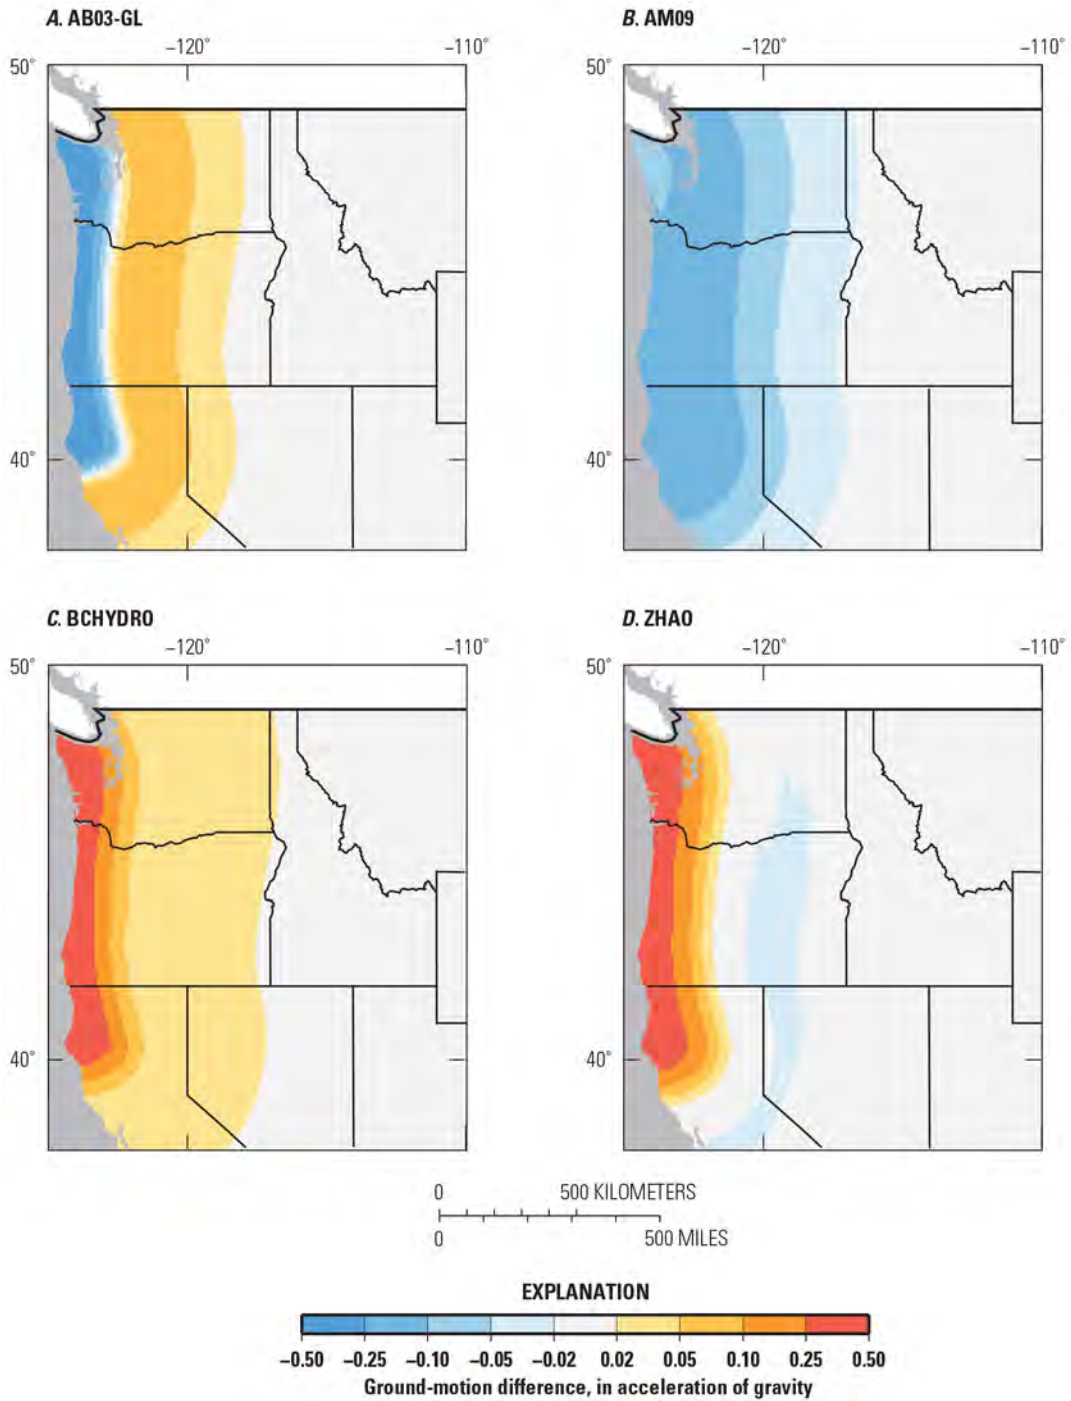 A. AB03-GL
B. AM09
−120° −110°
−120° −110°
50°
50°
40°
40°
C. BCHYDRO
D. ZHAO
−120° −110°
−120° −110°
50°
50°
40°
40°
0 500 KILOMETERS
0 500 MILES
EXPLANATION
−0.50 −0.25 −0.10 −0.05 −0.02 0.02 0.05 0.10 0.25 0.50
Ground-motion difference, in acceleration of gravity